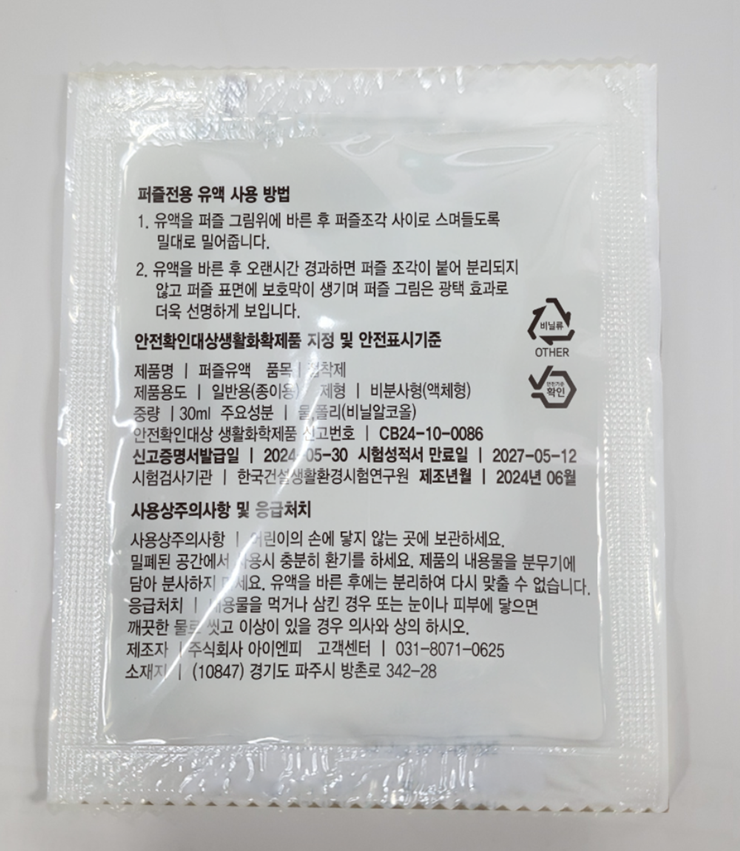 퍼즐전용 유액 사용 방법
1. 유액을 퍼즐 그림위에 바른 후 퍼즐조각 사이로 스며들도록
밀대로 밀어줍니다.
2. 유액을 바른 후 오랜시간 경과하면 퍼즐 조각이 붙어 분리되지
않고 퍼즐 표면에 보호막이 생기며 퍼즐 그림은 광택 효과로
더욱 선명하게 보입니다.
비닐류
OTHER
안전확인대상생활화확제품 지정 및 안전표시기준
제품명 | 퍼즐유액 품목 | 접착제
안전기준
확인
제품용도 | 일반용(종이용) 제형 | 비분사형(액체형)
중량 | 30ml 주요성분 | 물,폴리(비닐알코올)
안전확인대상 생활화학제품 신고번호 | CB24-10-0086
신고증명서발급일 | 2024-05-30 시험성적서 만료일 | 2027-05-12
시험검사기관 | 한국건설생활환경시험연구원 제조년월 | 2024년 06월
사용상주의사항 및 응급처치
사용상주의사항 | 어린이의 손에 닿지 않는 곳에 보관하세요.
밀폐된 공간에서 사용시 충분히 환기를 하세요. 제품의 내용물을 분무기에
담아 분사하지 마세요. 유액을 바른 후에는 분리하여 다시 맞출 수 없습니다.
응급처치 | 내용물을 먹거나 삼킨 경우 또는 눈이나 피부에 닿으면
깨끗한 물로 씻고 이상이 있을 경우 의사와 상의 하시오.
제조자 | 주식회사 아이엔피 고객센터 | 031-8071-0625
소재지 | (10847) 경기도 파주시 방촌로 342-28